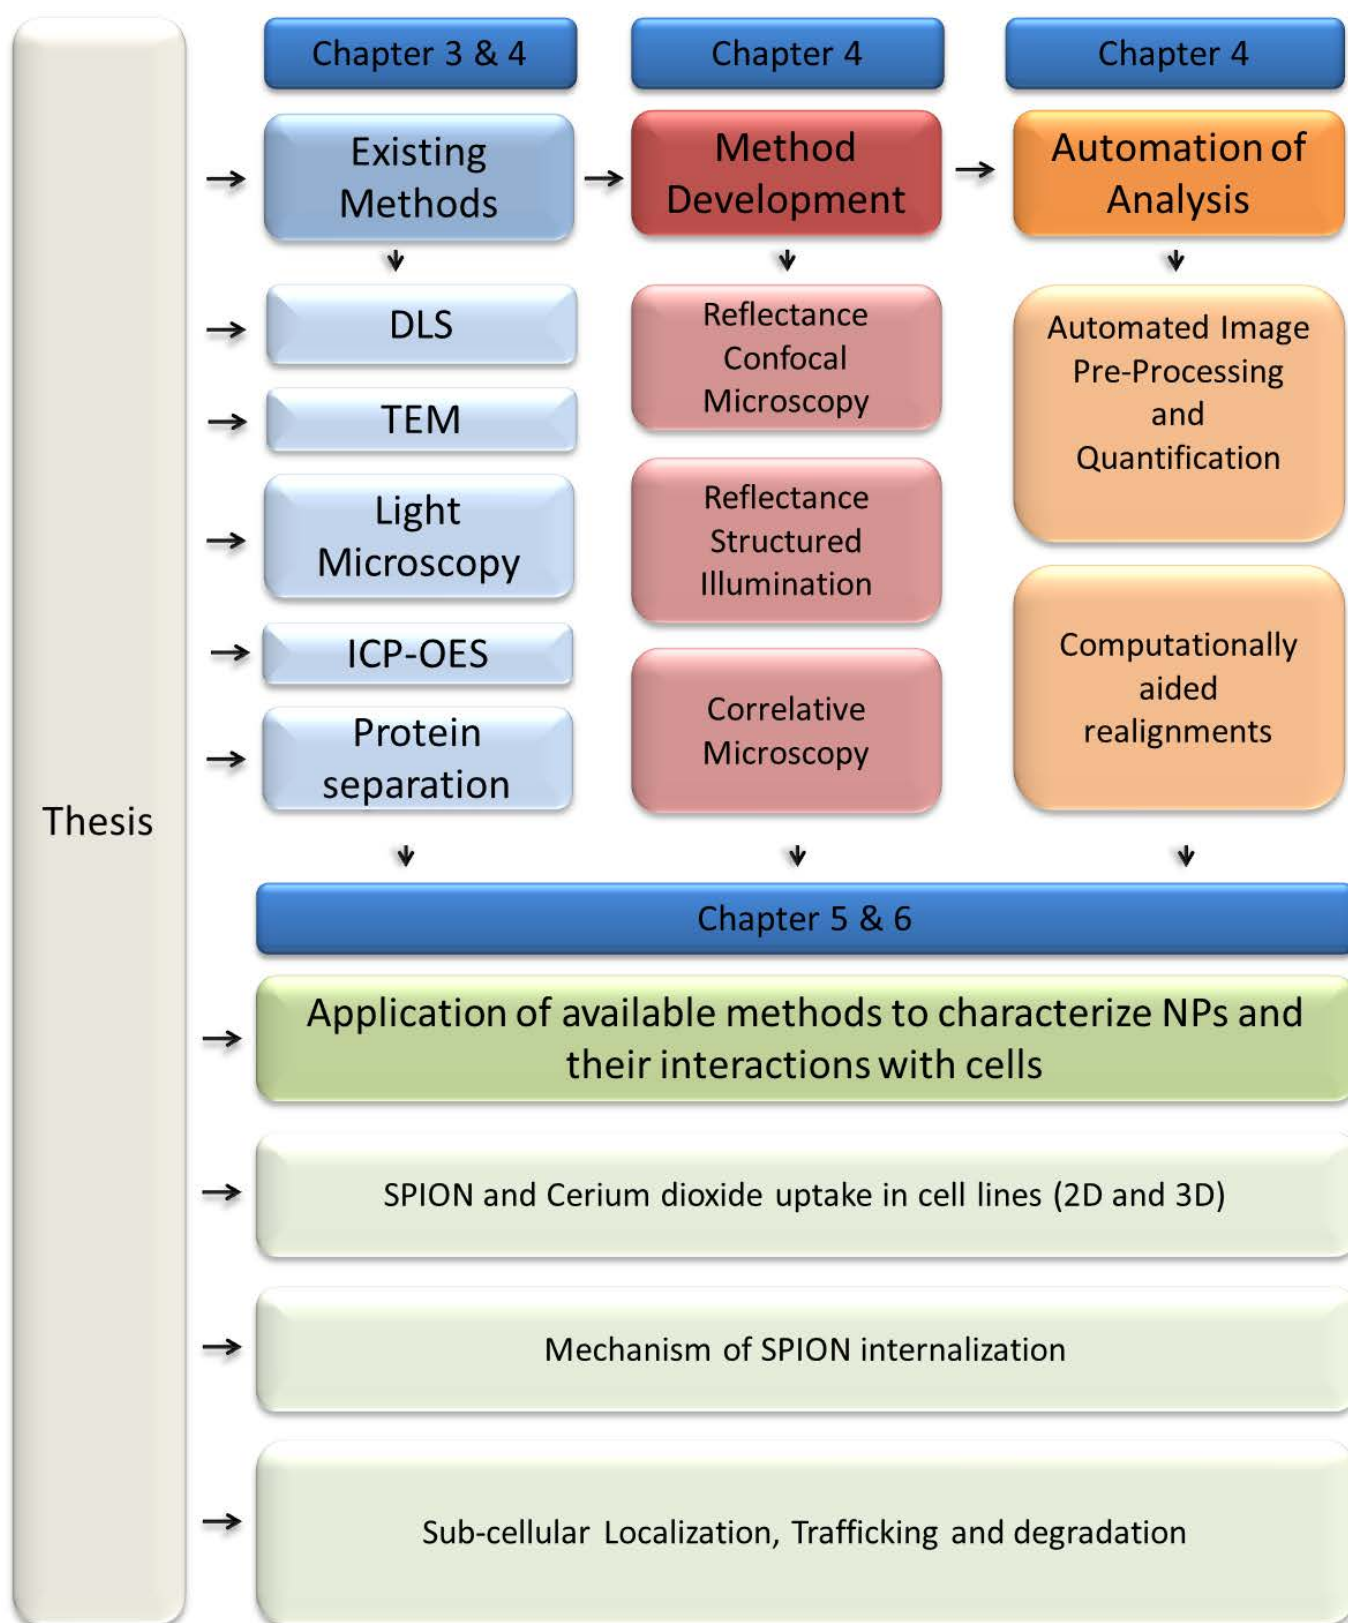 Thesis
Chapter 3 & 4
Existing
Methods
DLS
TEM
Light
Microscopy
ICP-OES
Protein
separation
Chapter 4
Method
Development
Reflectance
Confocal
Microscopy
Reflectance
Structured
Illumination
Correlative
Microscopy
Chapter 4
Automation of
Analysis
Automated Image
Pre-Processing
and
Quantification
Computationally
aided
realignments
Chapter 5 & 6
Application of available methods to characterize NPs and
their interactions with cells
SPION and Cerium dioxide uptake in cell lines (2D and 3D)
Mechanism of SPION internalization
Sub-cellular Localization, Trafficking and degradation